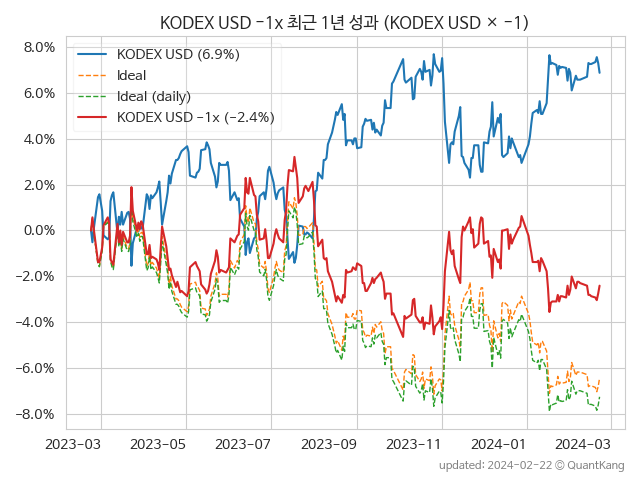 KODEX USD -1x 최근 1년 성과 (KODEX USD × -1)
8.0%
6.0%
4.0%
2.0%
0.0%
-2.0%
-4.0%
-6.0%
-8.0%
KODEX USD (6.9%)
Ideal
Ideal (daily)
KODEX USD -1x (-2.4%)
2023-03 2023-05 2023-07 2023-09 2023-11 2024-01 2024-03
updated: 2024-02-22 ⓒ QuantKang